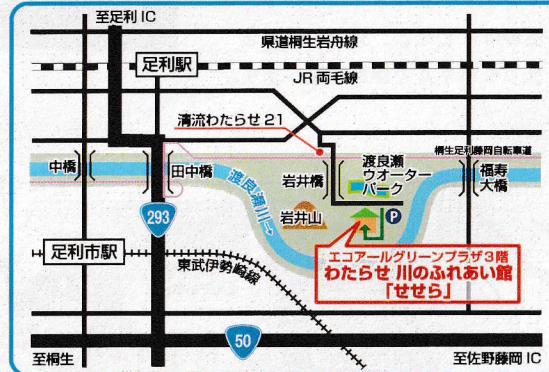 至足利IC
県道桐生岩舟線
足利駅
JR両毛線
清流わたらせ21
桐生足利藤岡自転車道
中橋
田中橋
渡良瀬川→
岩井橋
渡良瀬
ウオーター
パーク
福寿
大橋
岩井山
P
293
足利市駅
東武伊勢崎線
エコアールグリーンプラザ3階
わたらせ 川のふれあい館
「せせら」
50
至桐生
至佐野藤岡IC